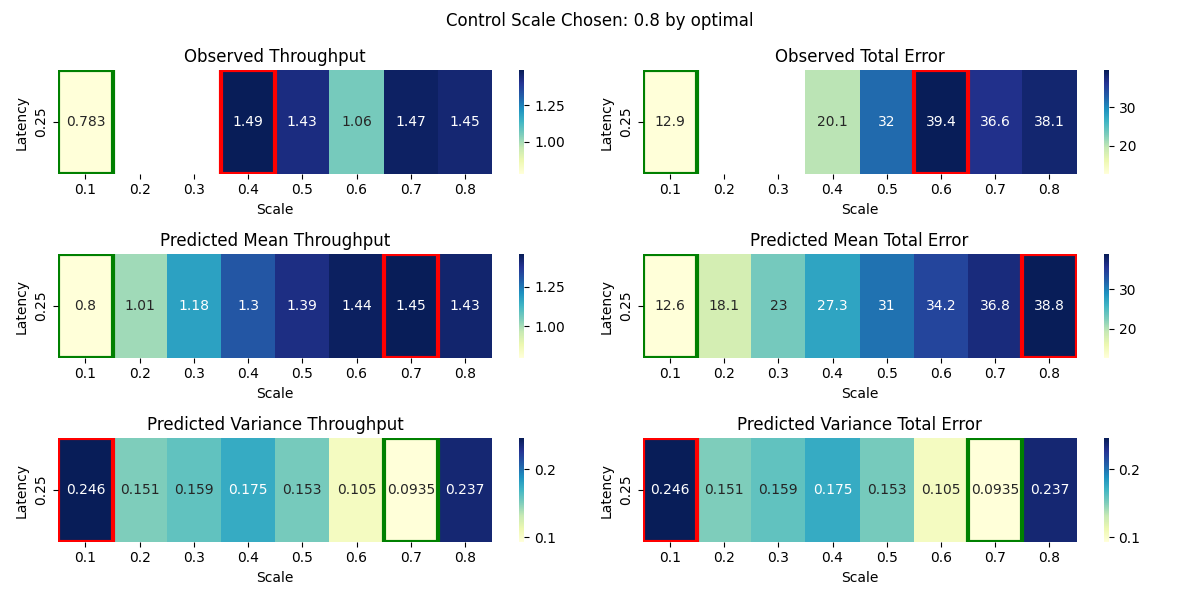 Control Scale Chosen: 0.8 by optimal
Observed Throughput
Latency
0.25
0.783 1.49 1.43 1.06 1.47 1.45
1.25
1.00
0.1 0.2 0.3 0.4 0.5 0.6 0.7 0.8
Scale
Observed Total Error
Latency
0.25
12.9 20.1 32 39.4 36.6 38.1
30
20
0.1 0.2 0.3 0.4 0.5 0.6 0.7 0.8
Scale
Predicted Mean Throughput
Latency
0.25
0.8 1.01 1.18 1.3 1.39 1.44 1.45 1.43
1.25
1.00
0.1 0.2 0.3 0.4 0.5 0.6 0.7 0.8
Scale
Predicted Mean Total Error
Latency
0.25
12.6 18.1 23 27.3 31 34.2 36.8 38.8
30
20
0.1 0.2 0.3 0.4 0.5 0.6 0.7 0.8
Scale
Predicted Variance Throughput
Latency
0.25
0.246 0.151 0.159 0.175 0.153 0.105 0.0935 0.237
0.2
0.1
0.1 0.2 0.3 0.4 0.5 0.6 0.7 0.8
Scale
Predicted Variance Total Error
Latency
0.25
0.246 0.151 0.159 0.175 0.153 0.105 0.0935 0.237
0.2
0.1
0.1 0.2 0.3 0.4 0.5 0.6 0.7 0.8
Scale